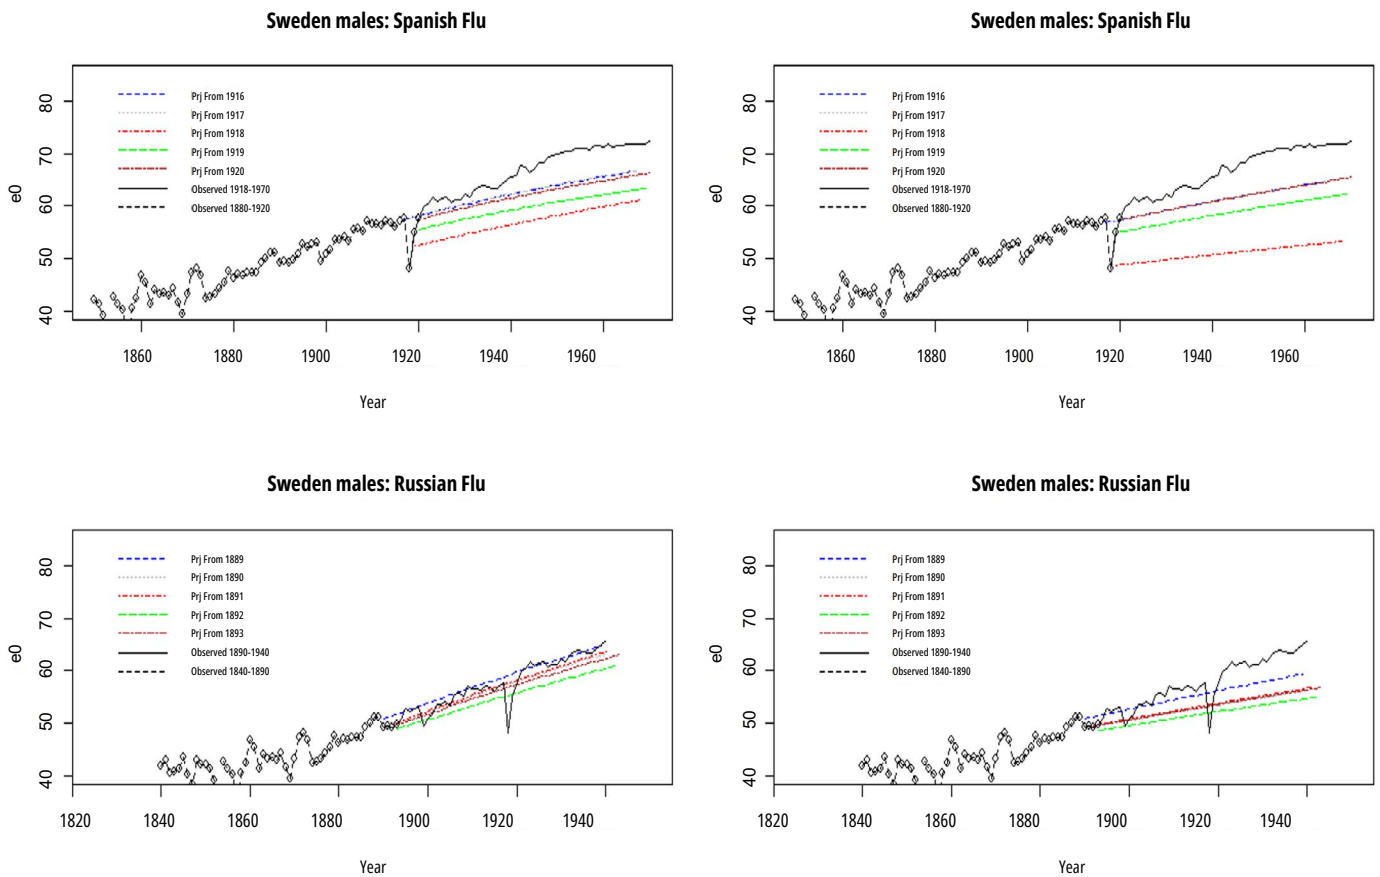 Sweden males: Spanish Flu
80
70
60
50
40
e0
Prj From 1916
Prj From 1917
Prj From 1918
Prj From 1919
Prj From 1920
Observed 1918-1970
Observed 1880-1920
1860 1880 1900 1920 1940 1960
Year
Sweden males: Spanish Flu
80
70
60
50
40
e0
Prj From 1916
Prj From 1917
Prj From 1918
Prj From 1919
Prj From 1920
Observed 1918-1970
Observed 1880-1920
1860 1880 1900 1920 1940 1960
Year
Sweden males: Russian Flu
80
70
60
50
40
e0
Prj From 1889
Prj From 1890
Prj From 1891
Prj From 1892
Prj From 1893
Observed 1890-1940
Observed 1840-1890
1820 1840 1860 1880 1900 1920 1940
Year
Sweden males: Russian Flu
80
70
60
50
40
e0
Prj From 1889
Prj From 1890
Prj From 1891
Prj From 1892
Prj From 1893
Observed 1890-1940
Observed 1840-1890
1820 1840 1860 1880 1900 1920 1940
Year